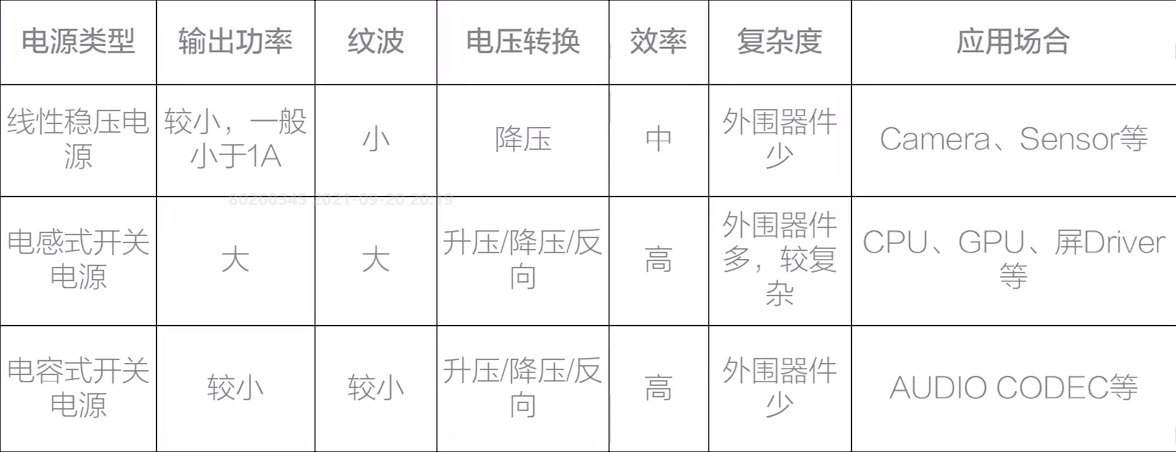 电源类型 输出功率 纹波 电压转换 效率 复杂度 应用场合
线性稳压电
源
较小，一般
小于1A
小
降压
中
外围器件
少
Camera、Sensor等
80260345 2021-09-20 20:19
电感式开关
电源
大
大
升压/降压/反
向
高
外围器件
多，较复
杂
CPU、GPU、屏Driver
等
电容式开关
电源
较小
较小
升压/降压/反
向
高
外围器件
少
AUDIO CODEC等